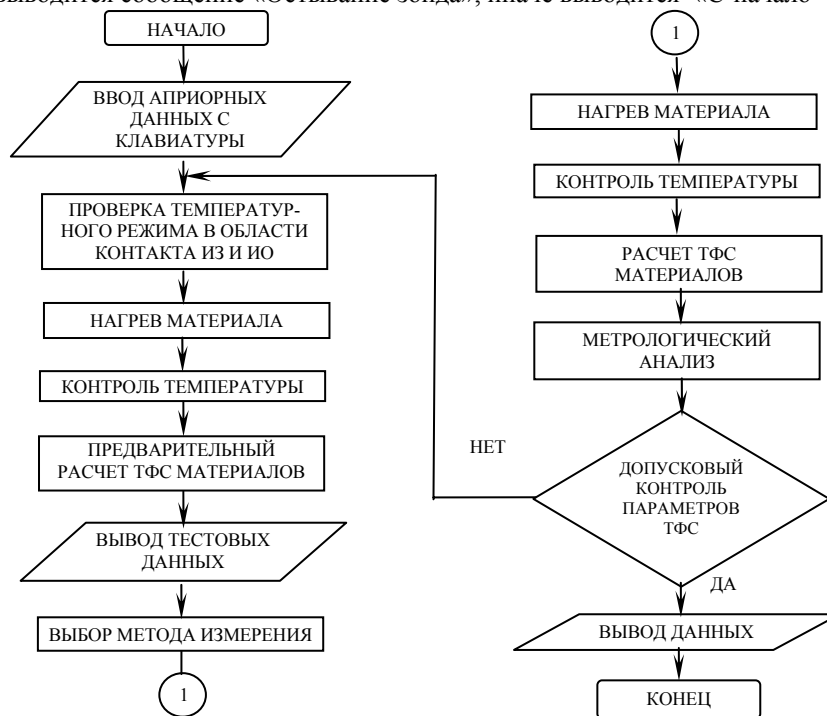 выводится сообщение «Остывание зонда», иначе выводится «С начало
НАЧАЛО
ВВОД АПРИОРНЫХ
ДАННЫХ С
КЛАВИАТУРЫ
ПРОВЕРКА ТЕМПЕРАТУР-
НОГО РЕЖИМА В ОБЛАСТИ
КОНТАКТА ИЗ И ИО
НАГРЕВ МАТЕРИАЛА
КОНТРОЛЬ ТЕМПЕРАТУРЫ
ПРЕДВАРИТЕЛЬНЫЙ
РАСЧЕТ ТФС МАТЕРИАЛОВ
ВЫВОД ТЕСТОВЫХ
ДАННЫХ
ВЫБОР МЕТОДА ИЗМЕРЕНИЯ
1
1
НАГРЕВ МАТЕРИАЛА
КОНТРОЛЬ ТЕМПЕРАТУРЫ
РАСЧЕТ ТФС
МАТЕРИАЛОВ
МЕТРОЛОГИЧЕСКИЙ
АНАЛИЗ
НЕТ
ДОПУСКОВЫЙ
КОНТРОЛЬ
ПАРАМЕТРОВ
ТФС
ДА
ВЫВОД ДАННЫХ
КОНЕЦ